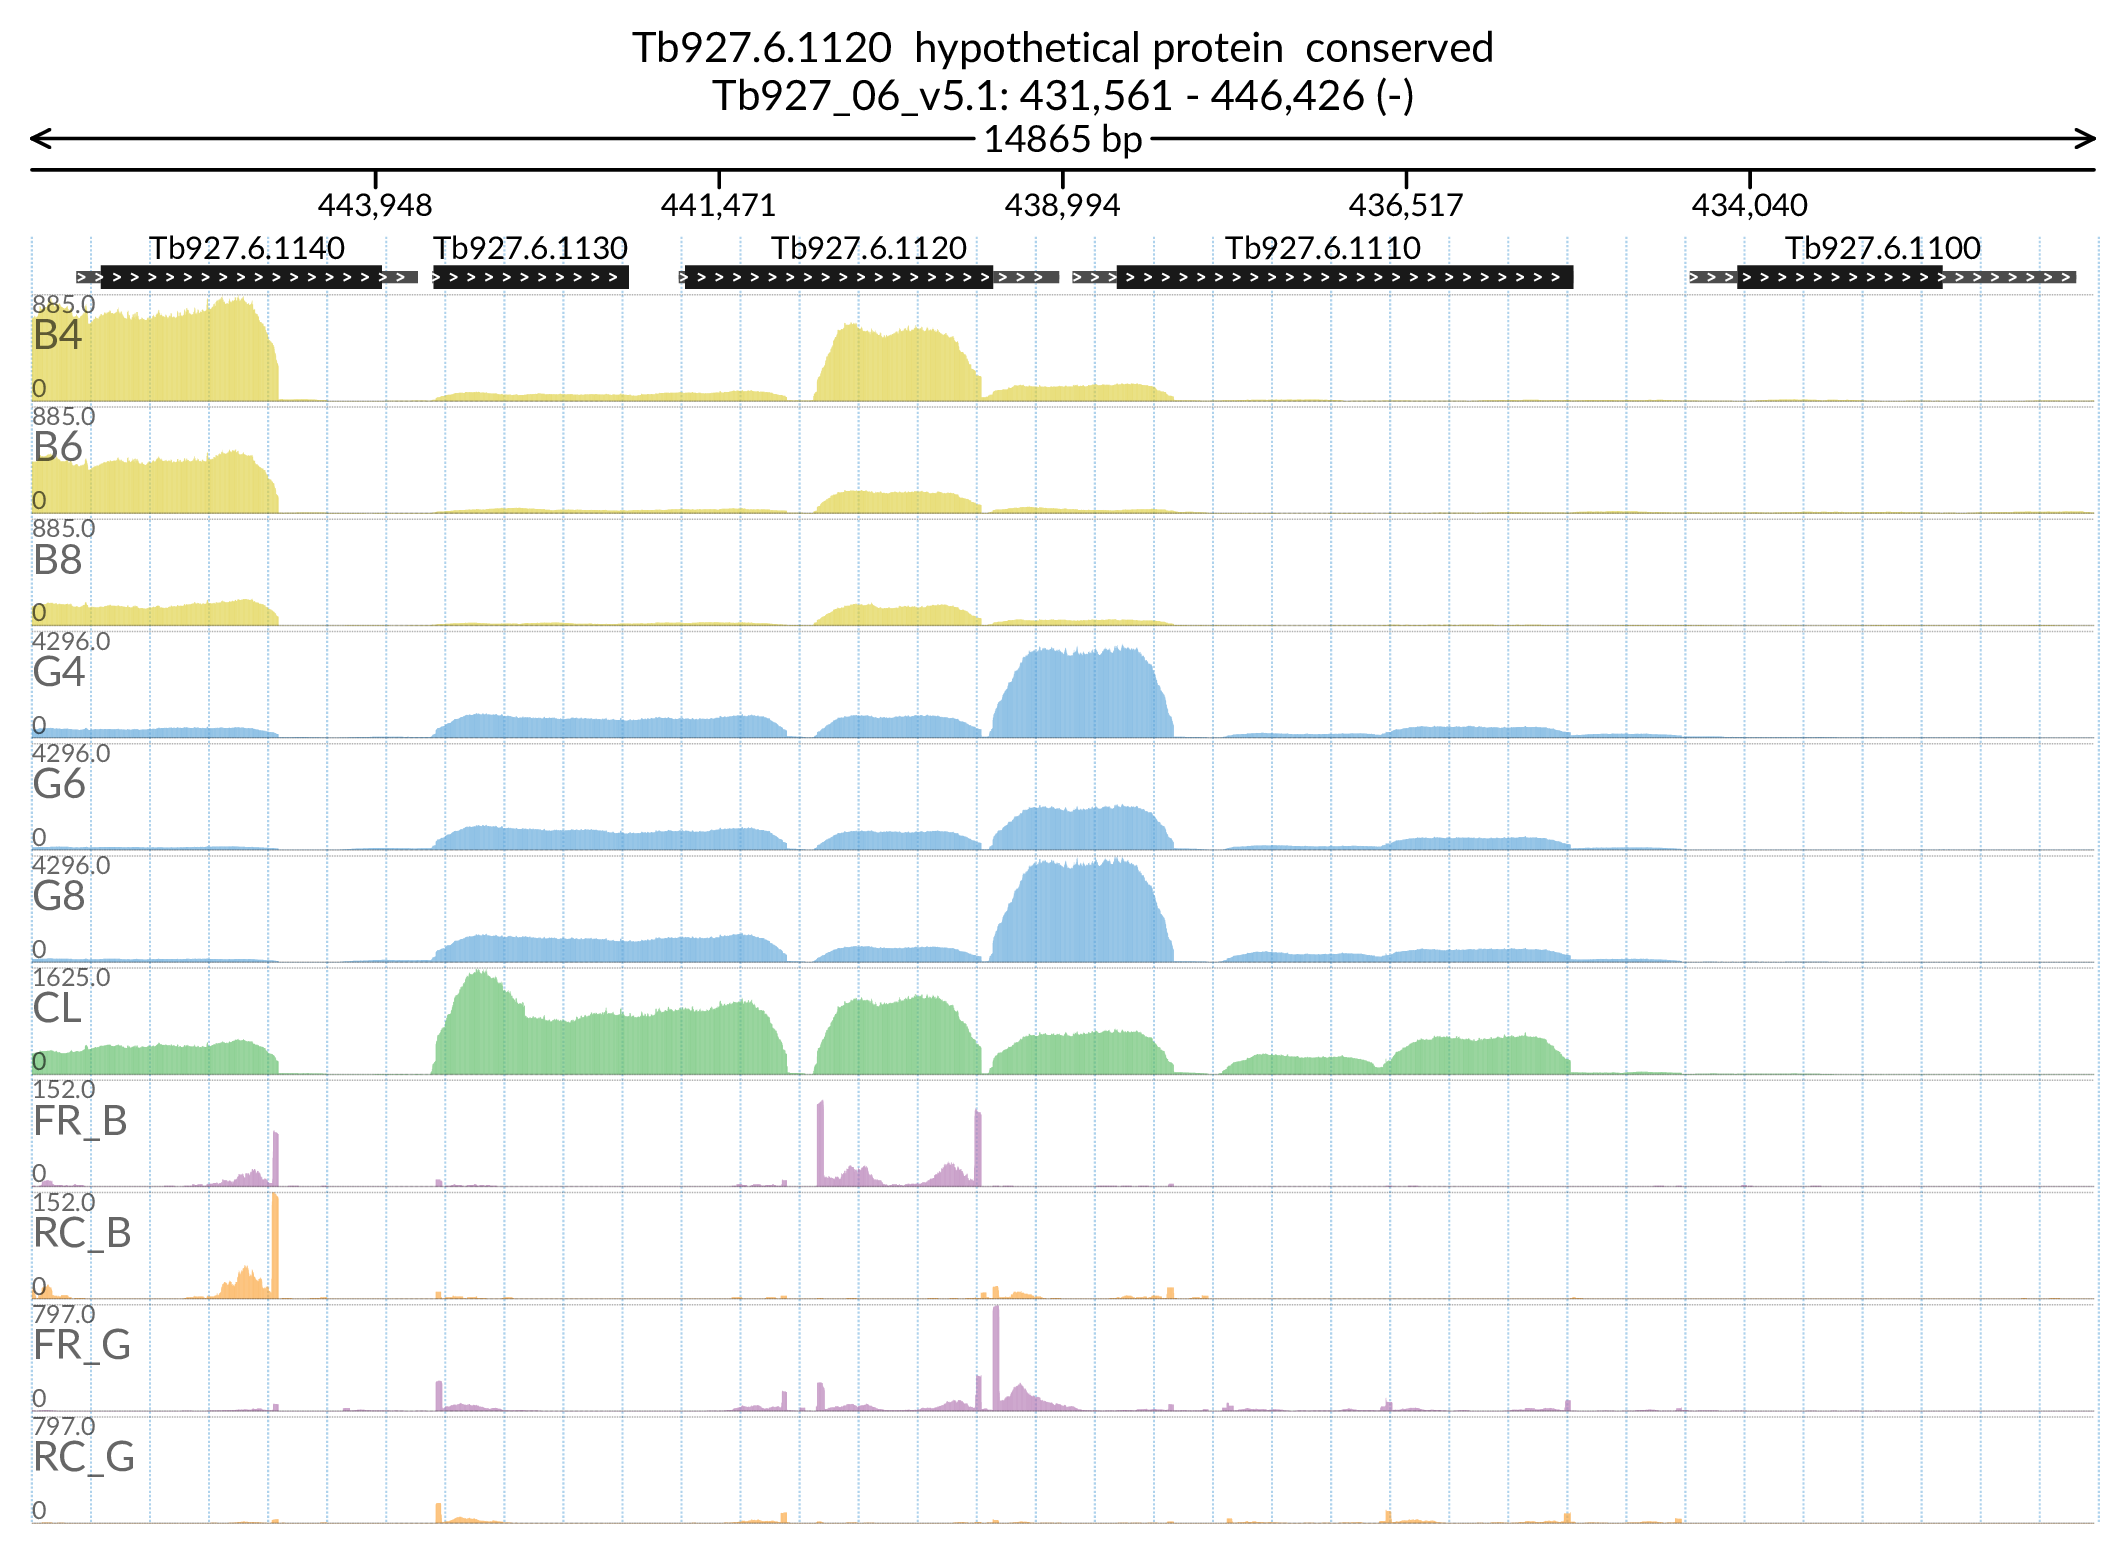 Tb927.6.1120  hypothetical protein  conserved
Tb927_06_v5.1: 431,561 - 446,426 (-)
14865 bp
443,948 441,471 438,994 436,517 434,040
Tb927.6.1140 Tb927.6.1130 Tb927.6.1120 Tb927.6.1110 Tb927.6.1100
885.0
B4
0
885.0
B6
0
885.0
B8
0
4296.0
G4
0
4296.0
G6
0
4296.0
G8
0
1625.0
CL
0
152.0
FR_B
0
152.0
RC_B
0
797.0
FR_G
0
797.0
RC_G
0